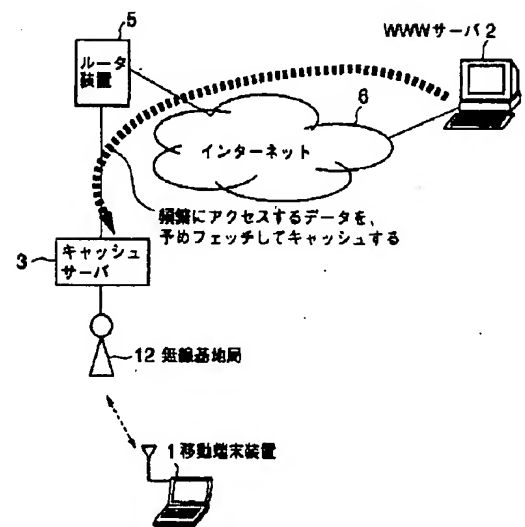 5
WWWサーバ 2
ルータ
装置
6
インターネット
頻繁にアクセスするデータを、
予めフェッチしてキャッシュする
3
キャッシュ
サーバ
12 無線基地局
1 移動端末装置